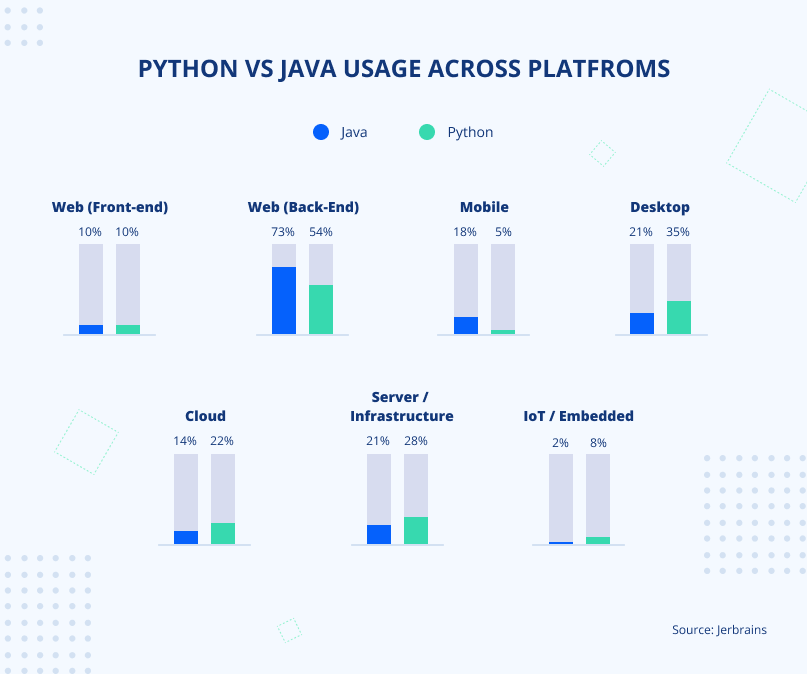 PYTHON VS JAVA USAGE ACROSS PLATFROMS
Java Python
Web (Front-end)
10% 10%
Web (Back-End)
73% 54%
Mobile
18% 5%
Desktop
21% 35%
Cloud
14% 22%
Server /
Infrastructure
21% 28%
IoT / Embedded
2% 8%
Source: Jerbrains